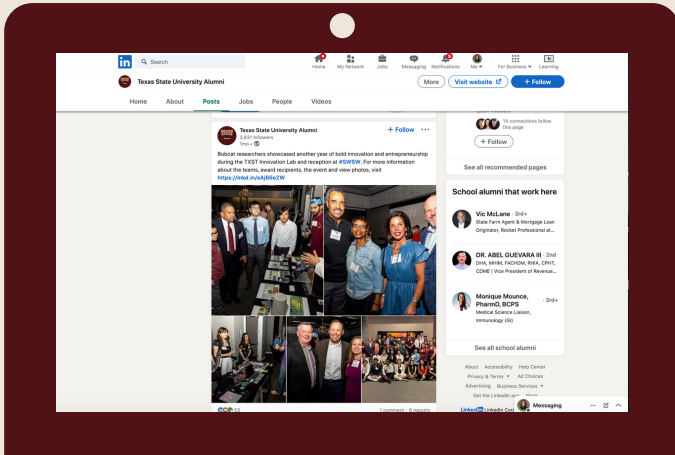 in
Search
Home
My Network
Jobs
Messaging
Notifications
Me
For Business
Learning
Texas State University Alumni
More
Visit website
+ Follow
Home
About
Posts
Jobs
People
Videos
Texas State University Alumni
3,831 followers
1mo •
+ Follow
Bobcat researchers showcased another year of bold innovation and entrepreneurship
during the TXST Innovation Lab and reception at #SWSW. For more information
about the teams, award recipients, the event and view photos, visit
https://lnkd.in/eAj86e2W
63
1 comment • 6 reposts
14 connections follow
this page
+ Follow
See all recommended pages
School alumni that work here
Vic McLane · 3rd+
State Farm Agent & Mortgage Loan
Originator, Rocket Professional at...
DR. ABEL GUEVARA III · 2nd
DHA, MHIM, FACHDM, RHIA, CPHT,
CDME | Vice President of Revenue...
Monique Mounce,
PharmD, BCPS
· 3rd+
Medical Science Liaison,
Immunology (GI)
See all school alumni
About Accessibility Help Center
Privacy & Terms Ad Choices
Advertising Business Services
Get the LinkedIn app More
LinkedIn LinkedIn Corp
Messaging